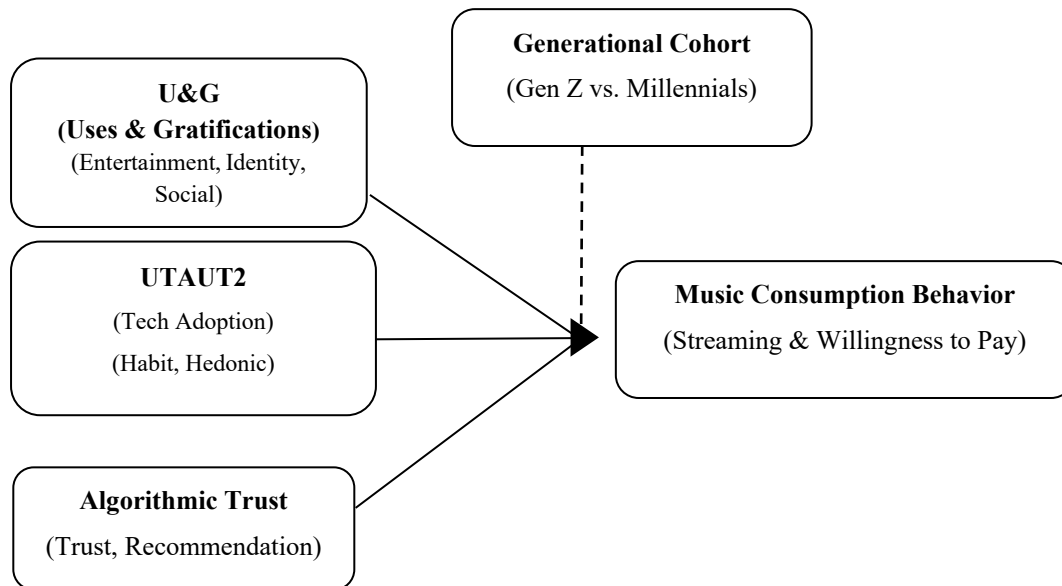 Generational Cohort
(Gen Z vs. Millennials)
U&G
(Uses & Gratifications)
(Entertainment, Identity,
Social)
UTAUT2
(Tech Adoption)
(Habit, Hedonic)
Music Consumption Behavior
(Streaming & Willingness to Pay)
Algorithmic Trust
(Trust, Recommendation)